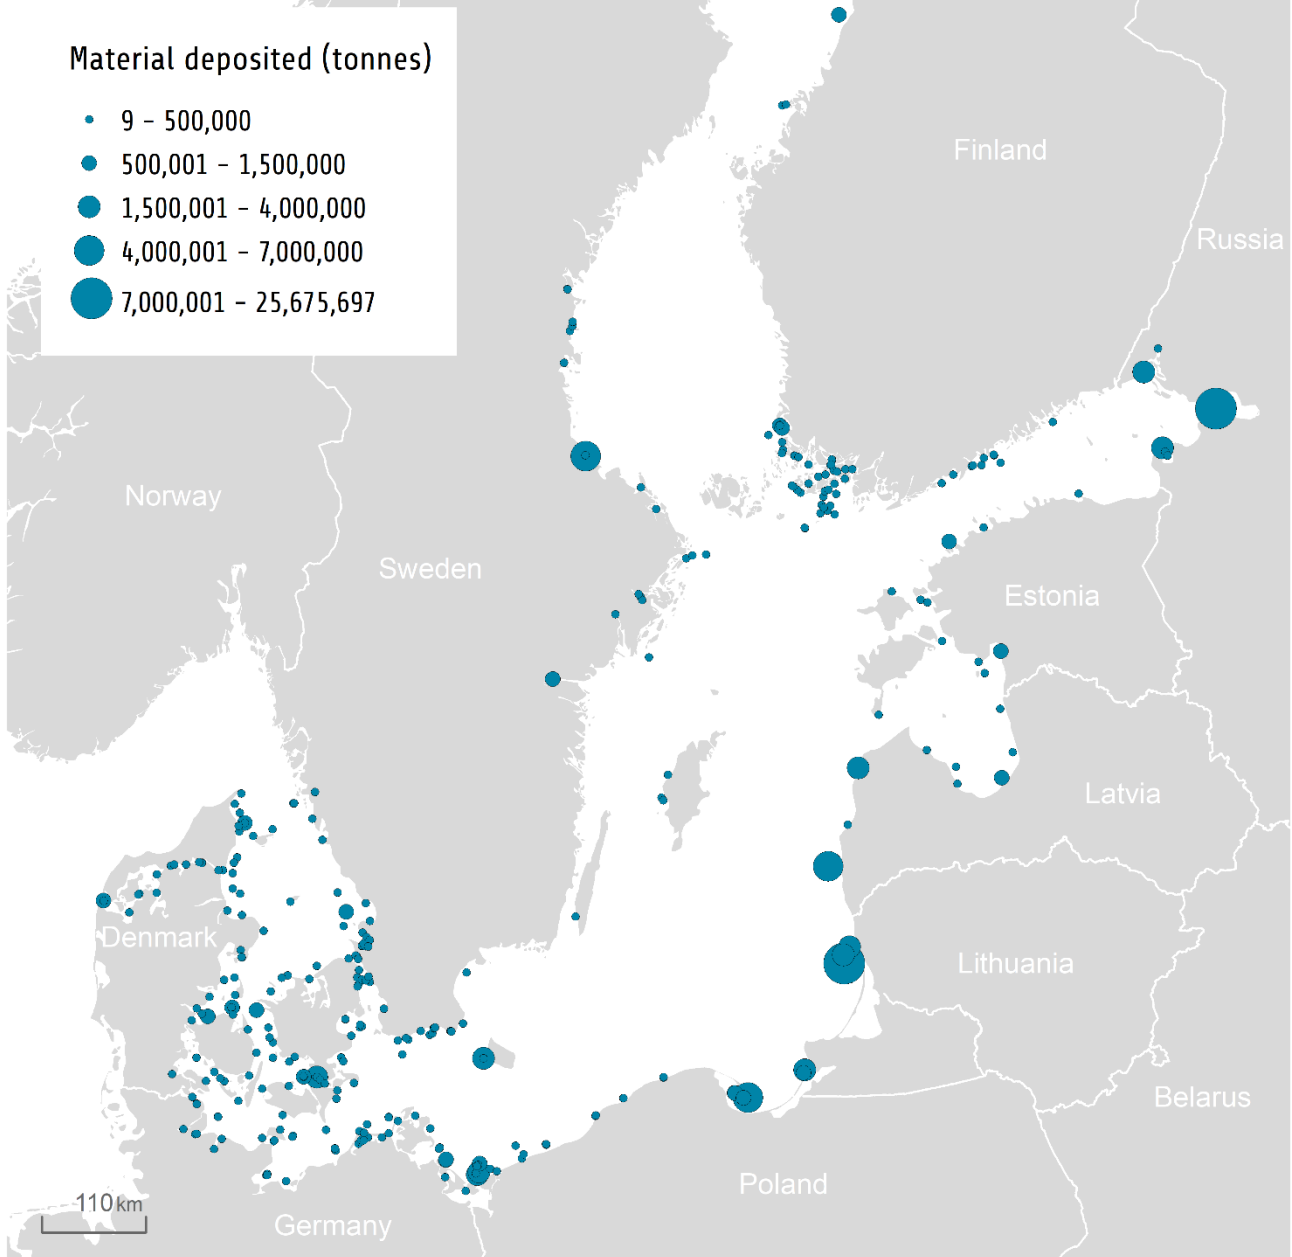 Material deposited (tonnes)
9 – 500,000
500,001 – 1,500,000
1,500,001 – 4,000,000
4,000,001 – 7,000,000
7,000,001 – 25,675,697
Finland
Russia
Norway
Sweden
Estonia
Latvia
Denmark
Lithuania
Belarus
Poland
110 km
Germany